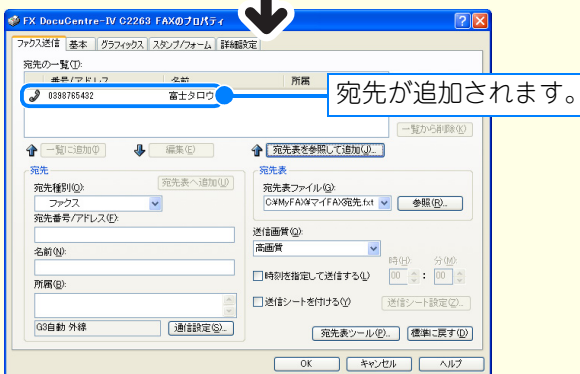 FX DocuCentre-IV C2263 FAXのプロパティ
ファクス送信 基本 グラフィックス スタンプ/フォーム 詳細設定
宛先の一覧(T):
番号/アドレス 名前 所属
0398765432 富士タロウ
宛先が追加されます。
一覧から削除(K)
一覧に追加(I) 編集(E) 宛先表を参照して追加(J)...
宛先
宛先種別(O): 宛先表へ追加(U)
ファクス
宛先番号/アドレス(F):
名前(N):
所属(B):
G3自動 外線 通信設定(S)...
宛先表
宛先表ファイル(G):
C:¥MyFAX¥マイFAX宛先.fxt 参照(R)...
送信画質(Q):
高画質
時(H): 分(M):
時刻を指定して送信する(L) 00 : 00
送信シートを付ける(Y) 送信シート設定(Z)...
宛先表ツール(P)... 標準に戻す(D)
OK キャンセル ヘルプ